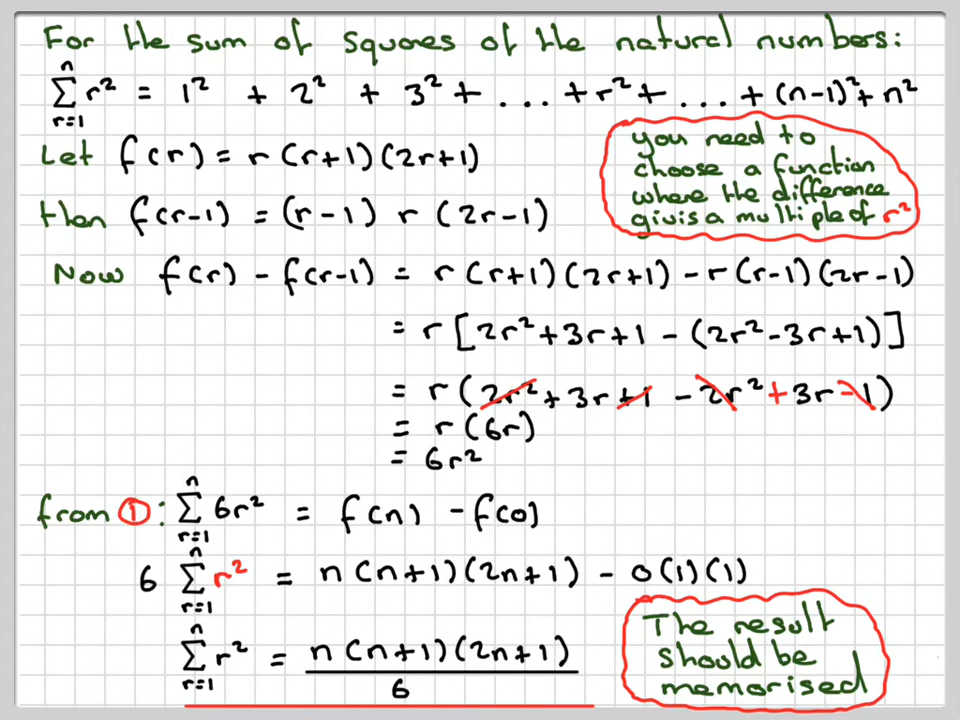 For the sum of squares of the natural numbers:
n
∑ r² = 1² + 2² + 3² + ... + r² + ... + (n-1)² + n²
r=1
Let f(r) = r(r+1)(2r+1)
you need to
choose a function
where the difference
givis a multiple of r²
then f(r-1) = (r-1) r (2r-1)
Now f(r) - f(r-1) = r(r+1)(2r+1) - r(r-1)(2r-1)
= r[2r²+3r+1 - (2r²-3r+1)]
= r(2r²+3r+1 - 2r²+3r-1)
= r(6r)
= 6r²
n
from ①: ∑ 6r² = f(n) - f(0)
r=1
n
6 ∑ r² = n(n+1)(2n+1) - 0(1)(1)
r=1
n
∑ r² = n(n+1)(2n+1)
r=1
6
The result
should be
memorised